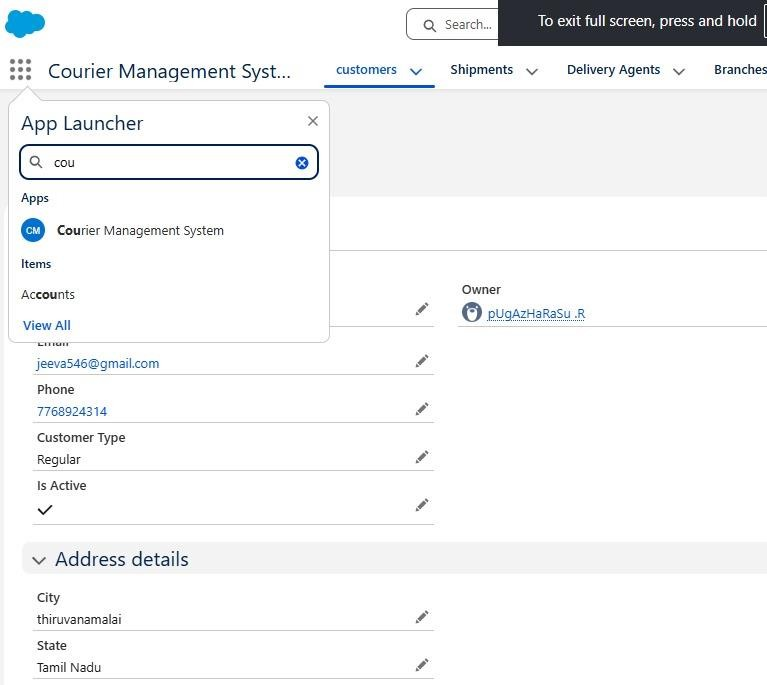 Search...
To exit full screen, press and hold
Courier Management Syst...
customers
Shipments
Delivery Agents
Branches
App Launcher
cou
Apps
CM
Courier Management System
Items
Accounts
View All
Owner
pUgAzHaRaSu .R
Email
jeeva546@gmail.com
Phone
7768924314
Customer Type
Regular
Is Active
Address details
City
thiruvanamalai
State
Tamil Nadu